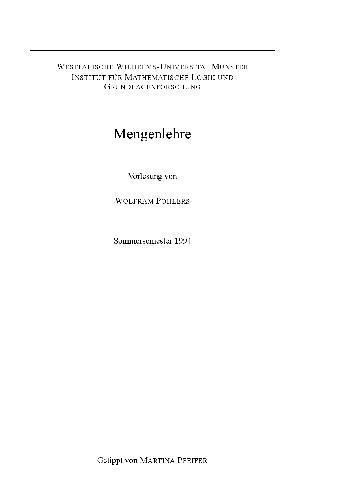 WESTFÄLISCHE WILHELMS-UNIVERSITÄT MÜNSTER
INSTITUT FÜR MATHEMATISCHE LOGIK UND
GRUNDLAGENFORSCHUNG
Mengenlehre
Vorlesung von
WOLFRAM POHLERS
Sommersemester 1994
Getippt von MARTINA PFEIFER